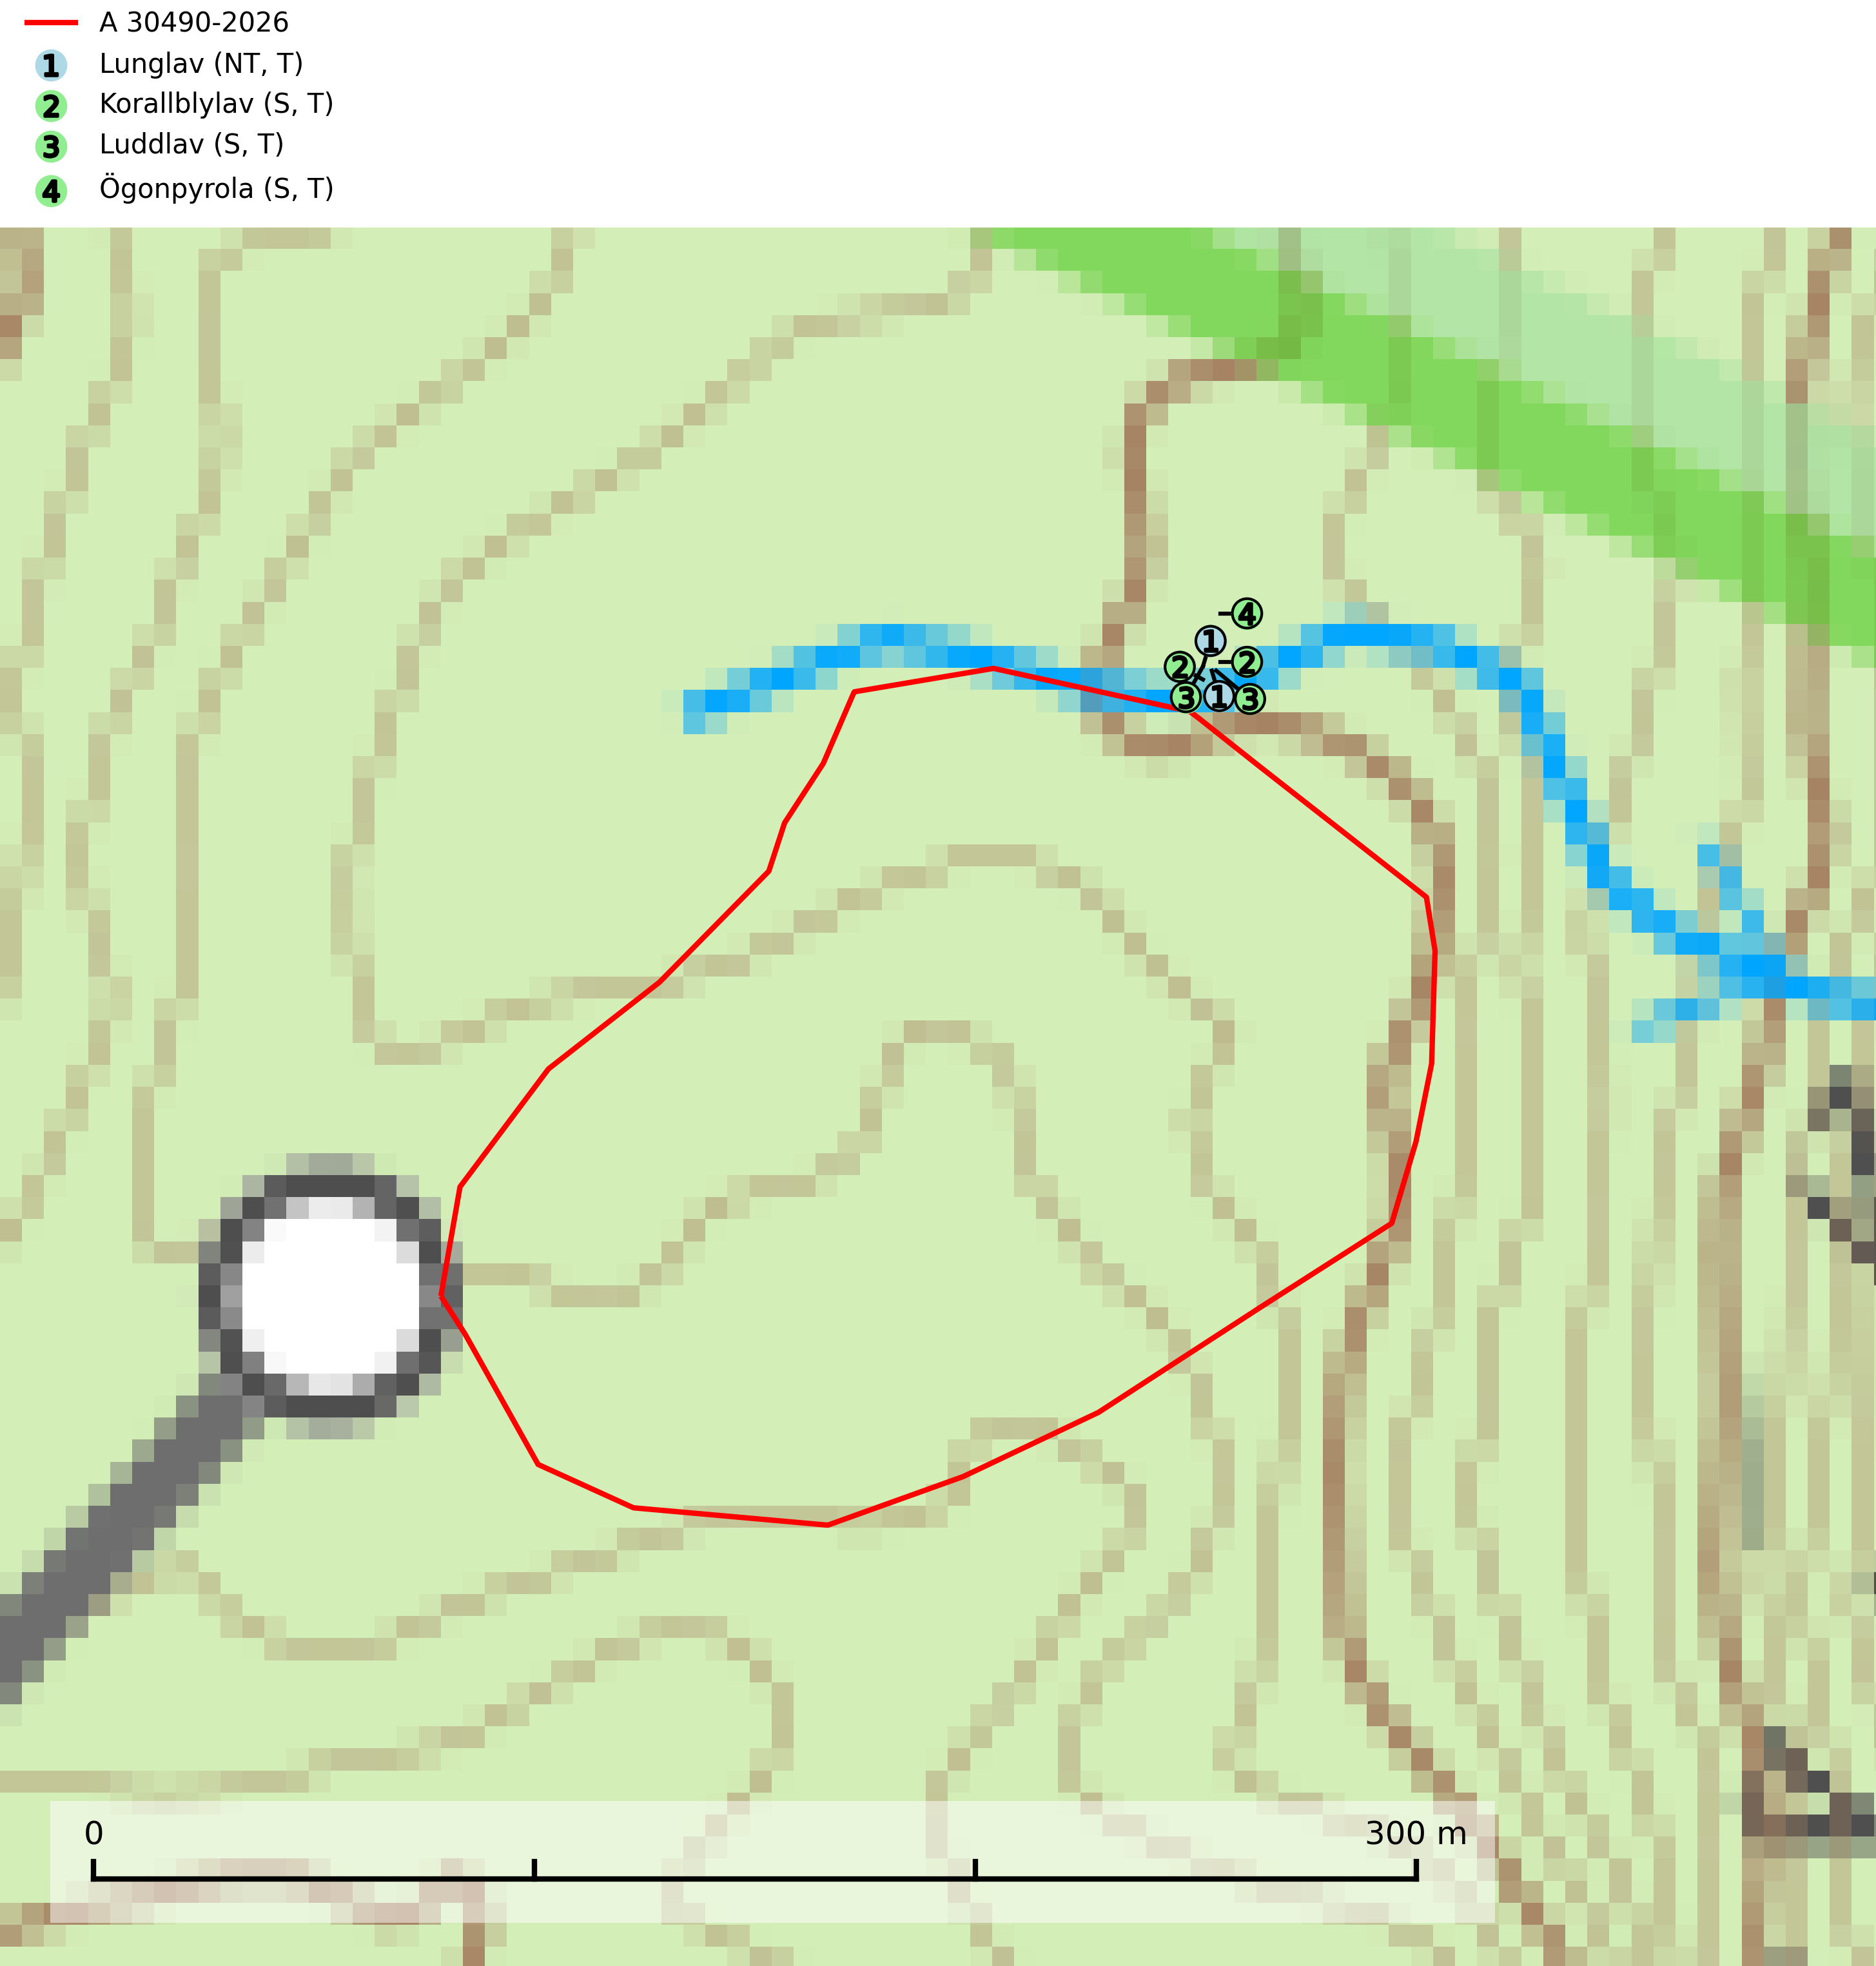 A 30490-2026
1 Lunglav (NT, T)
2 Korallblylav (S, T)
3 Luddlav (S, T)
4 Ögonpyrola (S, T)
4
1
2 2
3 1 3
0 300 m